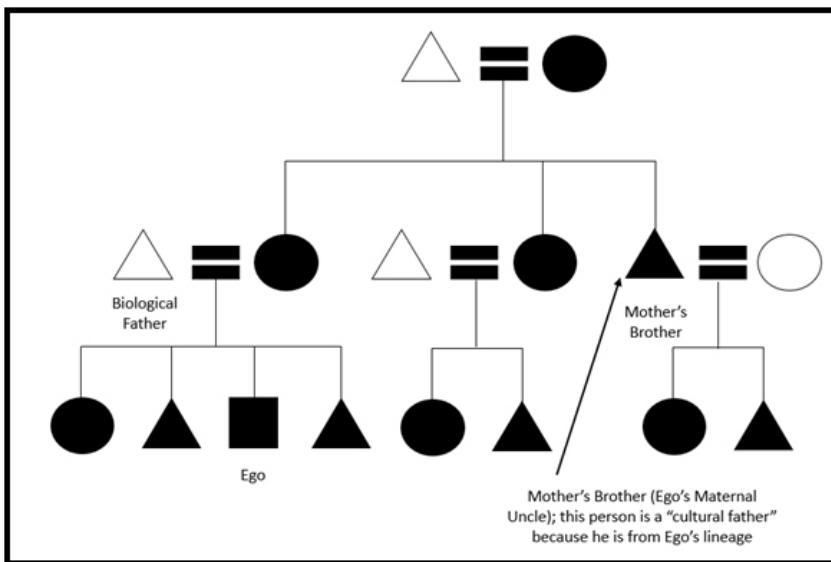 Biological
Father
Mother's
Brother
Ego
Mother's Brother (Ego's Maternal
Uncle); this person is a "cultural father"
because he is from Ego's lineage